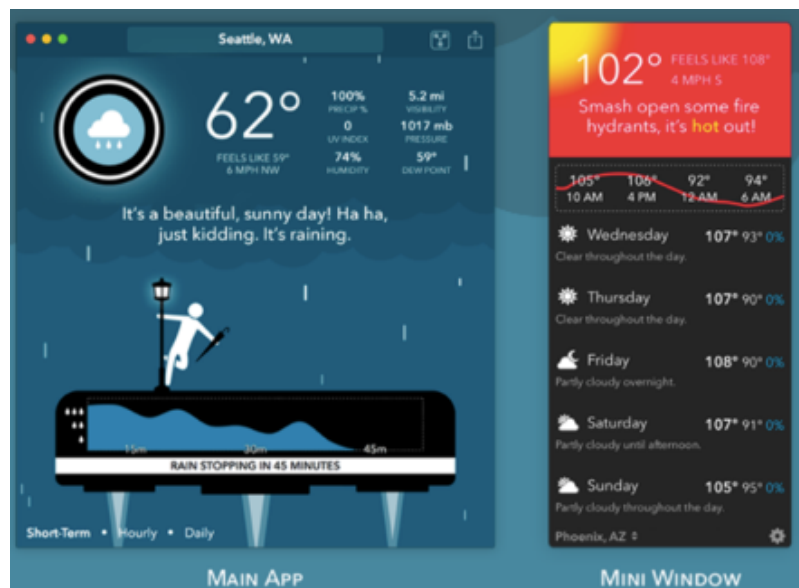 Seattle, WA
62°
FEELS LIKE 59°
6 MPH NW
100%
PRECIP %
5.2 mi
VISIBILITY
0
UV INDEX
1017 mb
PRESSURE
74%
HUMIDITY
59°
DEW POINT
It's a beautiful, sunny day! Ha ha,
just kidding. It's raining.
15m 30m 45m
RAIN STOPPING IN 45 MINUTES
Short-Term • Hourly • Daily
MAIN APP
102°
FEELS LIKE 108°
4 MPH S
Smash open some fire
hydrants, it's hot out!
105° 106° 92° 94°
10 AM 4 PM 12 AM 6 AM
Wednesday 107° 93° 0%
Clear throughout the day.
Thursday 107° 90° 0%
Clear throughout the day.
Friday 108° 90° 0%
Partly cloudy overnight.
Saturday 107° 91° 0%
Partly cloudy until afternoon.
Sunday 105° 95° 0%
Partly cloudy throughout the day.
Phoenix, AZ
MINI WINDOW